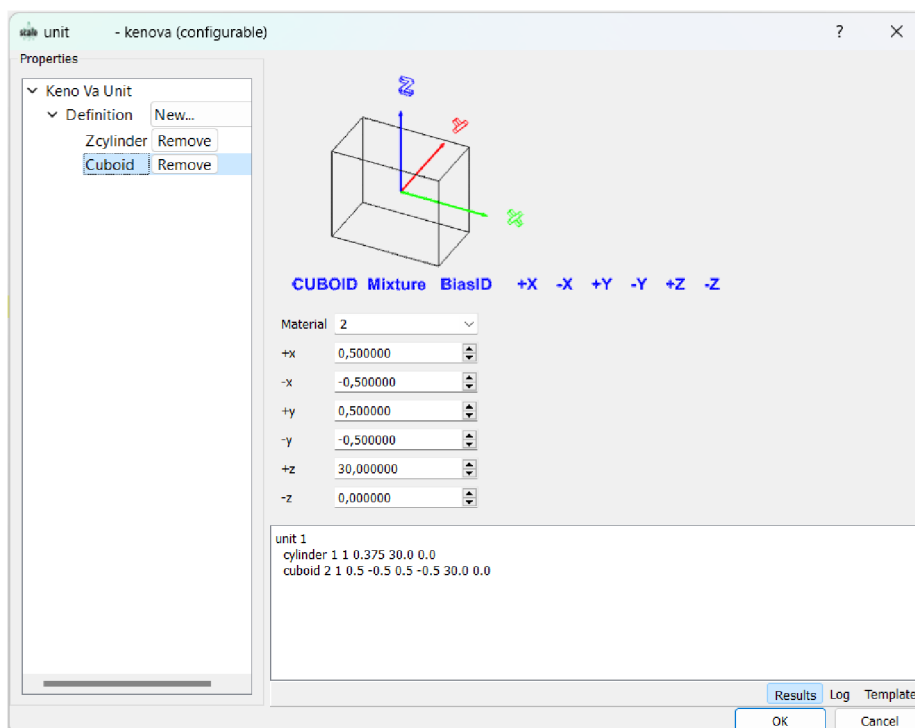 scale unit - kenova (configurable) ? ×
Properties
Keno Va Unit
Definition New...
Zcylinder Remove
Cuboid Remove
Z
Y
X
CUBOID Mixture BiasID +X -X +Y -Y +Z -Z
Material 2
+x 0,500000
-x -0,500000
+y 0,500000
-y -0,500000
+z 30,000000
-z 0,000000
unit 1
cylinder 1 1 0.375 30.0 0.0
cuboid 2 1 0.5 -0.5 0.5 -0.5 30.0 0.0
Results Log Template
OK Cancel